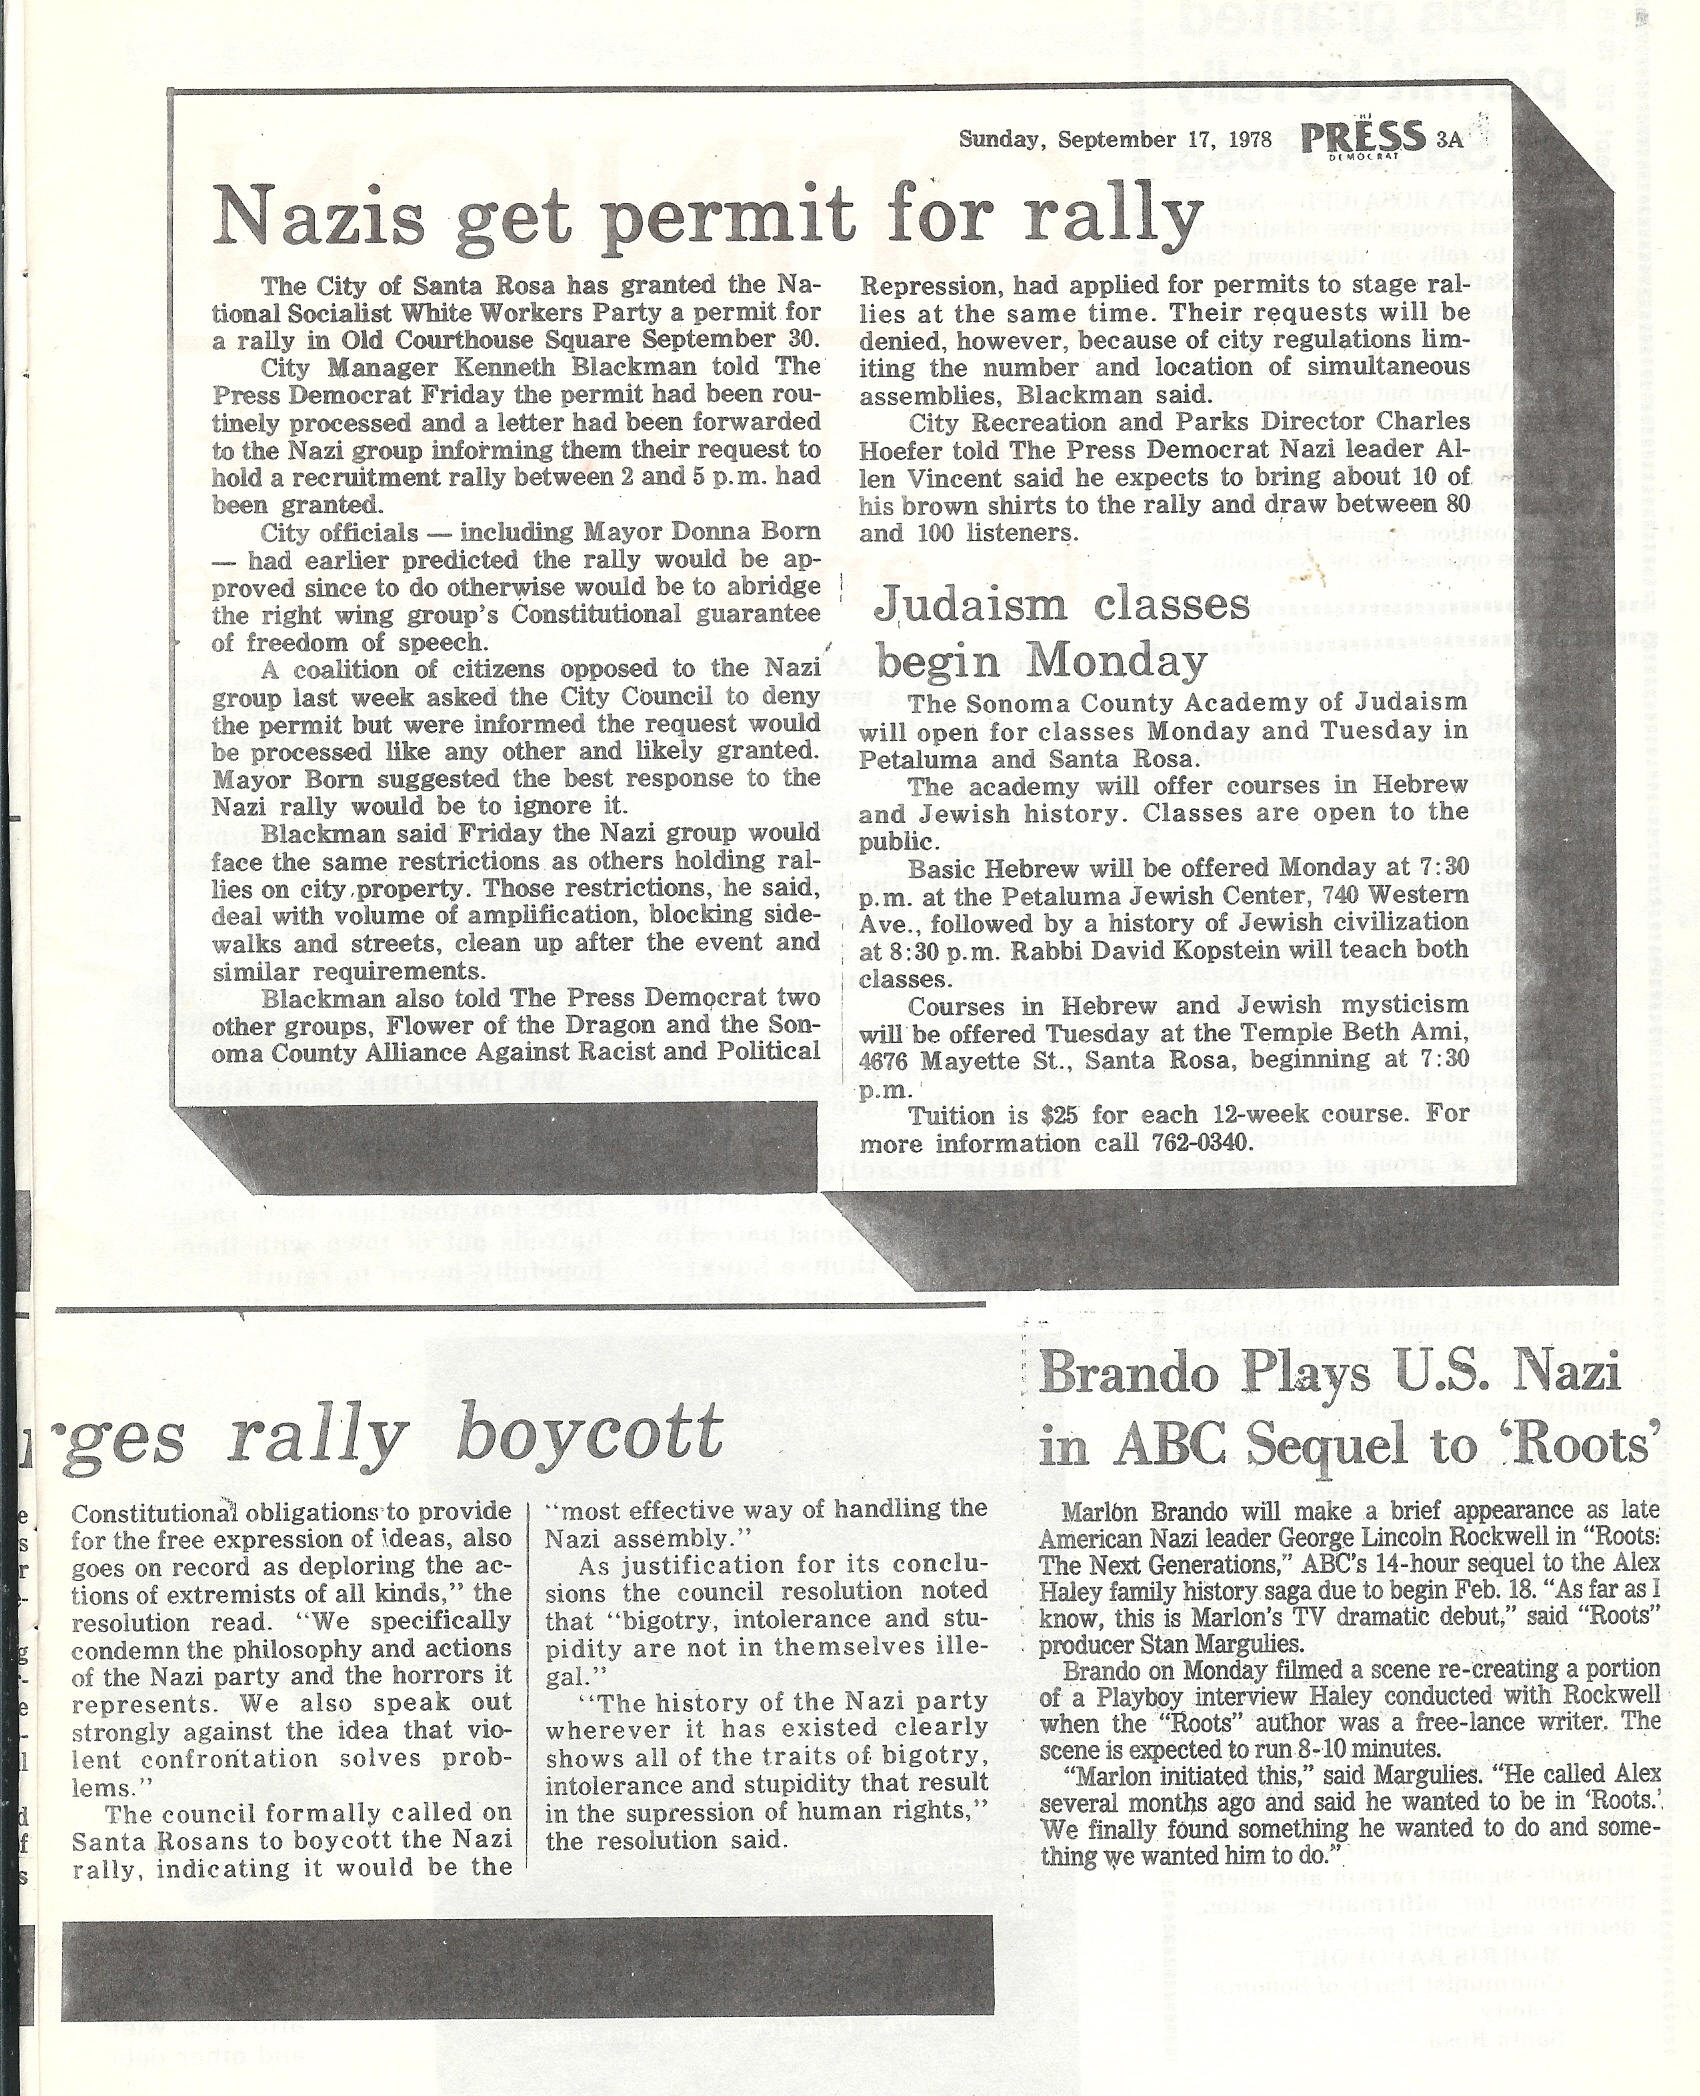 Sunday, September 17, 1978 PRESS 3A
DEMOCRAT
Nazis get permit for rally
The City of Santa Rosa has granted the Na-
tional Socialist White Workers Party a permit for
a rally in Old Courthouse Square September 30.
City Manager Kenneth Blackman told The
Press Democrat Friday the permit had been rou-
tinely processed and a letter had been forwarded
to the Nazi group informing them their request to
hold a recruitment rally between 2 and 5 p.m. had
been granted.
City officials — including Mayor Donna Born
— had earlier predicted the rally would be ap-
proved since to do otherwise would be to abridge
the right wing group's Constitutional guarantee
of freedom of speech.
A coalition of citizens opposed to the Nazi
group last week asked the City Council to deny
the permit but were informed the request would
be processed like any other and likely granted.
Mayor Born suggested the best response to the
Nazi rally would be to ignore it.
Blackman said Friday the Nazi group would
face the same restrictions as others holding ral-
lies on city property. Those restrictions, he said,
deal with volume of amplification, blocking side-
walks and streets, clean up after the event and
similar requirements.
Blackman also told The Press Democrat two
other groups, Flower of the Dragon and the Son-
oma County Alliance Against Racist and Political
Repression, had applied for permits to stage ral-
lies at the same time. Their requests will be
denied, however, because of city regulations lim-
iting the number and location of simultaneous
assemblies, Blackman said.
City Recreation and Parks Director Charles
Hoefer told The Press Democrat Nazi leader Al-
len Vincent said he expects to bring about 10 of
his brown shirts to the rally and draw between 80
and 100 listeners.
Judaism classes
begin Monday
The Sonoma County Academy of Judaism
will open for classes Monday and Tuesday in
Petaluma and Santa Rosa.
The academy will offer courses in Hebrew
and Jewish history. Classes are open to the
public.
Basic Hebrew will be offered Monday at 7:30
p.m. at the Petaluma Jewish Center, 740 Western
Ave., followed by a history of Jewish civilization
at 8:30 p.m. Rabbi David Kopstein will teach both
classes.
Courses in Hebrew and Jewish mysticism
will be offered Tuesday at the Temple Beth Ami,
4676 Mayette St., Santa Rosa, beginning at 7:30
p.m.
Tuition is $25 for each 12-week course. For
more information call 762-0340.
rges rally boycott
Constitutional obligations to provide
for the free expression of ideas, also
goes on record as deploring the ac-
tions of extremists of all kinds," the
resolution read. "We specifically
condemn the philosophy and actions
of the Nazi party and the horrors it
represents. We also speak out
strongly against the idea that vio-
lent confrontation solves prob-
lems."
The council formally called on
Santa Rosans to boycott the Nazi
rally, indicating it would be the
"most effective way of handling the
Nazi assembly."
As justification for its conclu-
sions the council resolution noted
that "bigotry, intolerance and stu-
pidity are not in themselves ille-
gal."
"The history of the Nazi party
wherever it has existed clearly
shows all of the traits of bigotry,
intolerance and stupidity that result
in the supression of human rights,"
the resolution said.
Brando Plays U.S. Nazi
in ABC Sequel to 'Roots'
Marlon Brando will make a brief appearance as late
American Nazi leader George Lincoln Rockwell in "Roots:
The Next Generations," ABC's 14-hour sequel to the Alex
Haley family history saga due to begin Feb. 18. "As far as I
know, this is Marlon's TV dramatic debut," said "Roots"
producer Stan Margulies.
Brando on Monday filmed a scene re-creating a portion
of a Playboy interview Haley conducted with Rockwell
when the "Roots" author was a free-lance writer. The
scene is expected to run 8-10 minutes.
"Marlon initiated this," said Margulies. "He called Alex
several months ago and said he wanted to be in 'Roots.'
We finally found something he wanted to do and some-
thing we wanted him to do."